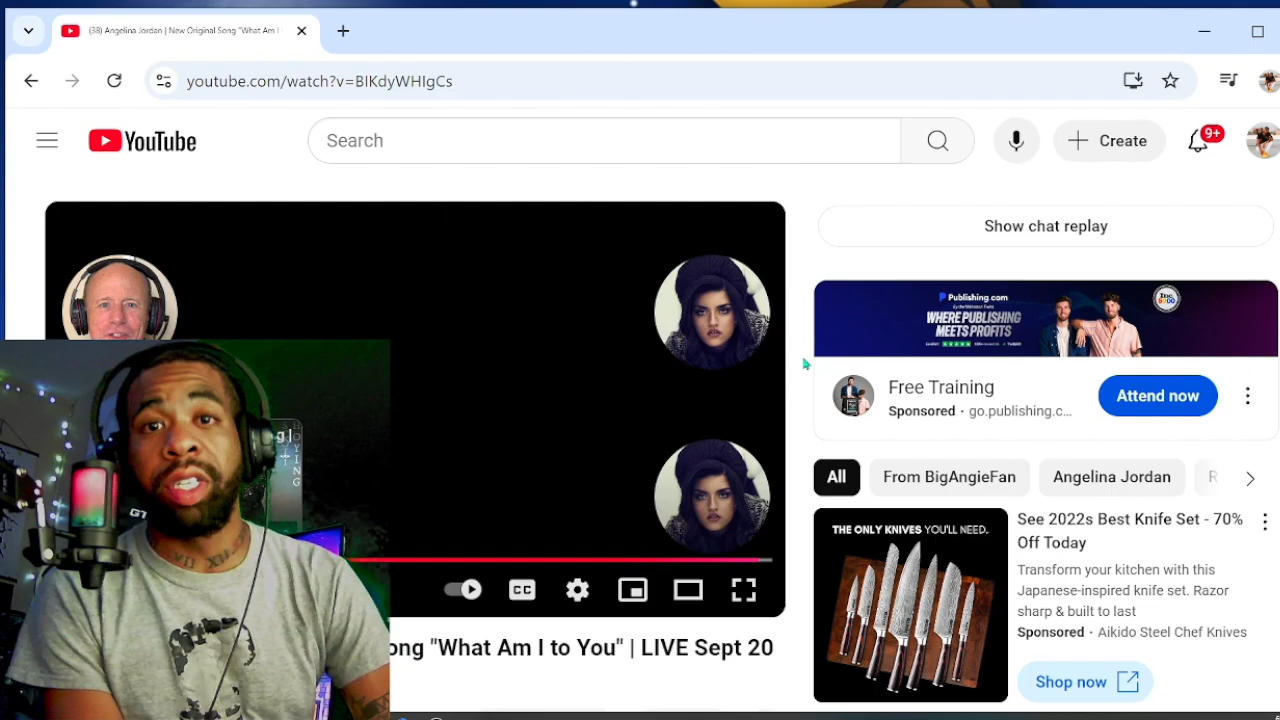 (38) Angelina Jordan | New Original Song "What Am I
youtube.com/watch?v=BIKdyWHIgCs
YouTube
Search
Create
9+
Show chat replay
Publishing.com
WHERE PUBLISHING
MEETS PROFITS
Free Training
Sponsored · go.publishing.c...
Attend now
All
From BigAngieFan
Angelina Jordan
R
THE ONLY KNIVES YOU'LL NEED.
See 2022s Best Knife Set - 70%
Off Today
Transform your kitchen with this
Japanese-inspired knife set. Razor
sharp & built to last
Sponsored · Aikido Steel Chef Knives
Shop now
CC
ong "What Am I to You" | LIVE Sept 20